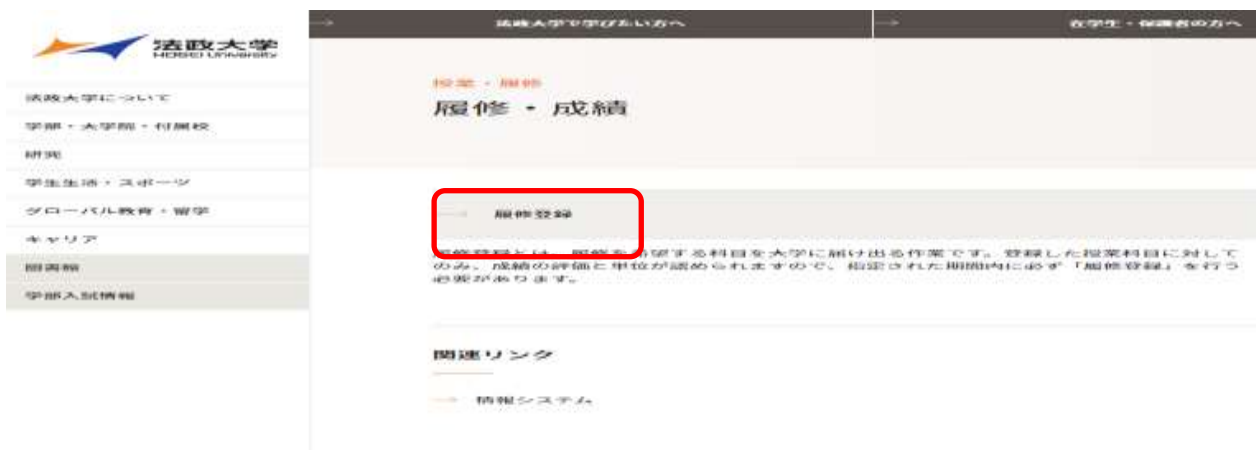 法政大学
HOSEI University
法政大学について
学部・大学院・付属校
研究
学生生活・スポーツ
グローバル教育・留学
キャリア
図書館
学部入試情報
法政大学で学びたい方へ
在学生・保護者の方へ
授業・履修
履修・成績
履修登録
履修登録とは、履修を希望する科目を大学に届け出る作業です。登録した授業科目に対して
のみ、成績の評価と単位が認められますので、指定された期間内に必ず「履修登録」を行う
必要があります。
関連リンク
情報システム